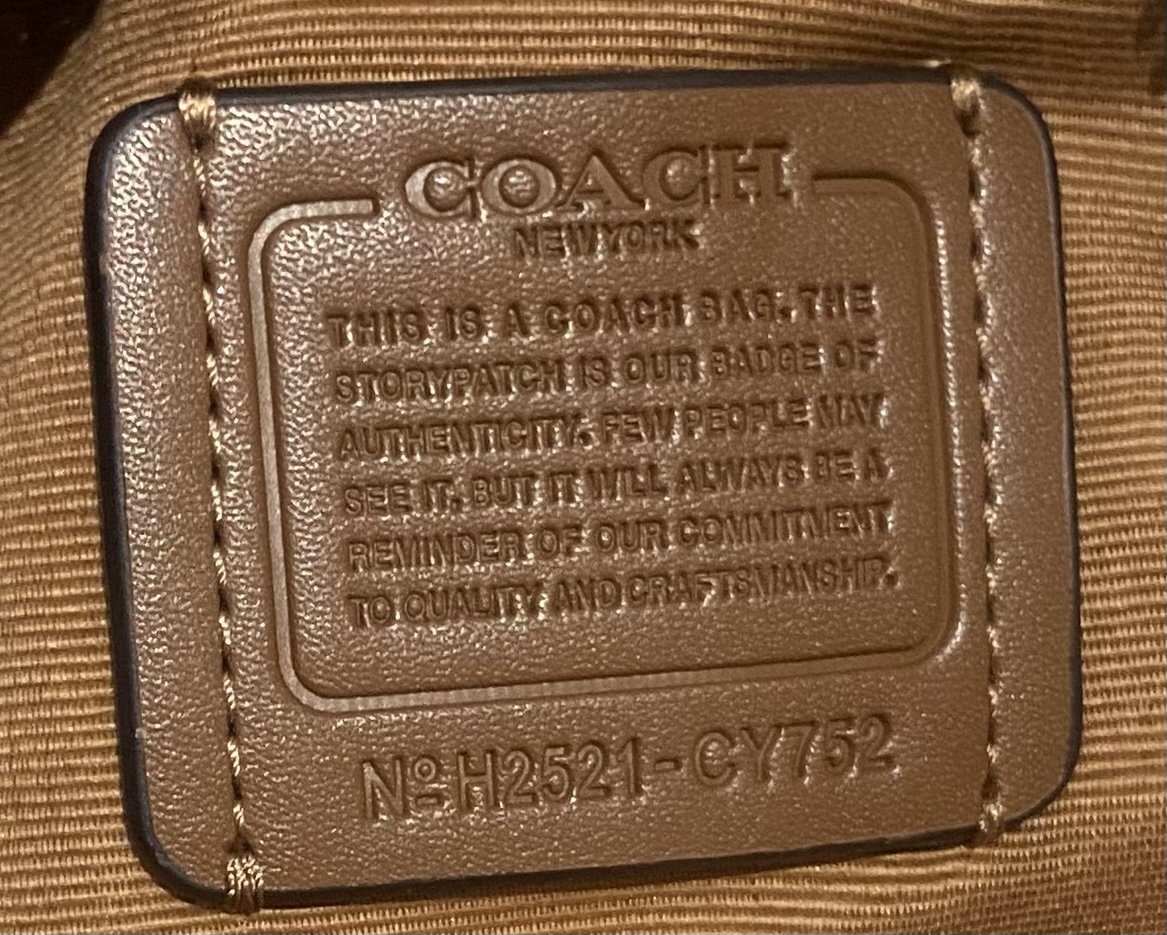 COACH
NEW YORK
THIS IS A COACH BAG. THE
STORYPATCH IS OUR BADGE OF
AUTHENTICITY. FEW PEOPLE MAY
SEE IT. BUT IT WILL ALWAYS BE A
REMINDER OF OUR COMMITMENT
TO QUALITY AND CRAFTSMANSHIP.
Nº H2521-CY752